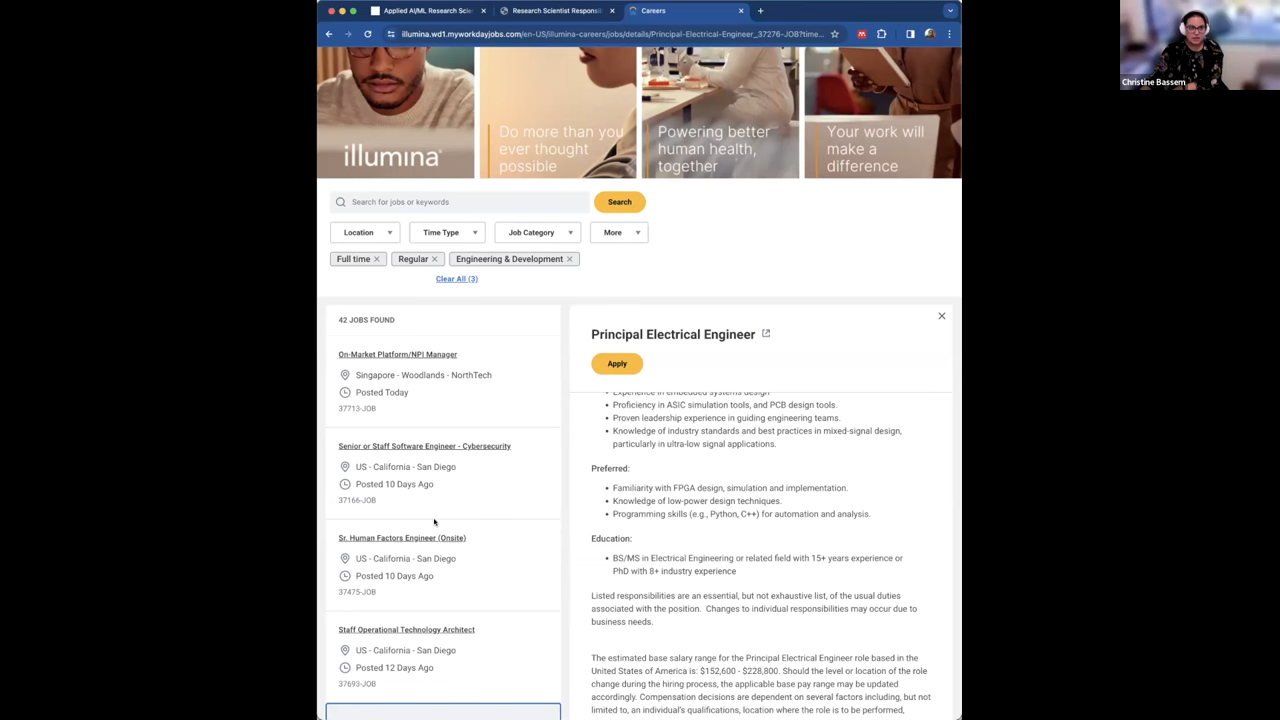 Applied AI/ML Research Scie
Research Scientist Responsi
Careers
illumina.wd1.myworkdayjobs.com/en-US/illumina-careers/jobs/details/Principal-Electrical-Engineer_37276-JOB?time...
Christine Bassem
illumina
Do more than you
ever thought
possible
Powering better
human health,
together
Your work will
make a
difference
Search for jobs or keywords
Search
Location
Time Type
Job Category
More
Full time
Regular
Engineering & Development
Clear All (3)
42 JOBS FOUND
On-Market Platform/NPI Manager
Singapore - Woodlands - NorthTech
Posted Today
37713-JOB
Senior or Staff Software Engineer - Cybersecurity
US - California - San Diego
Posted 10 Days Ago
37166-JOB
Sr. Human Factors Engineer (Onsite)
US - California - San Diego
Posted 10 Days Ago
37475-JOB
Staff Operational Technology Architect
US - California - San Diego
Posted 12 Days Ago
37693-JOB
Principal Electrical Engineer
Apply
• Experience in embedded systems design
• Proficiency in ASIC simulation tools, and PCB design tools.
• Proven leadership experience in guiding engineering teams.
• Knowledge of industry standards and best practices in mixed-signal design,
particularly in ultra-low signal applications.
Preferred:
• Familiarity with FPGA design, simulation and implementation.
• Knowledge of low-power design techniques.
• Programming skills (e.g., Python, C++) for automation and analysis.
Education:
• BS/MS in Electrical Engineering or related field with 15+ years experience or
PhD with 8+ industry experience
Listed responsibilities are an essential, but not exhaustive list, of the usual duties
associated with the position. Changes to individual responsibilities may occur due to
business needs.
The estimated base salary range for the Principal Electrical Engineer role based in the
United States of America is: $152,600 - $228,800. Should the level or location of the role
change during the hiring process, the applicable base pay range may be updated
accordingly. Compensation decisions are dependent on several factors including, but not
limited to, an individual's qualifications, location where the role is to be performed,